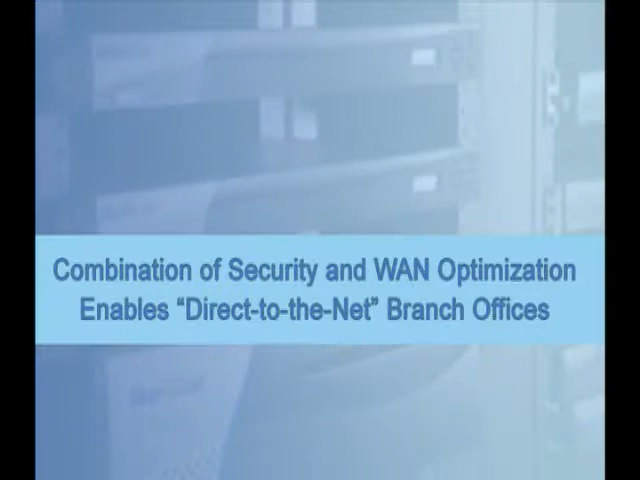 Combination of Security and WAN Optimization
Enables “Direct-to-the-Net” Branch Offices